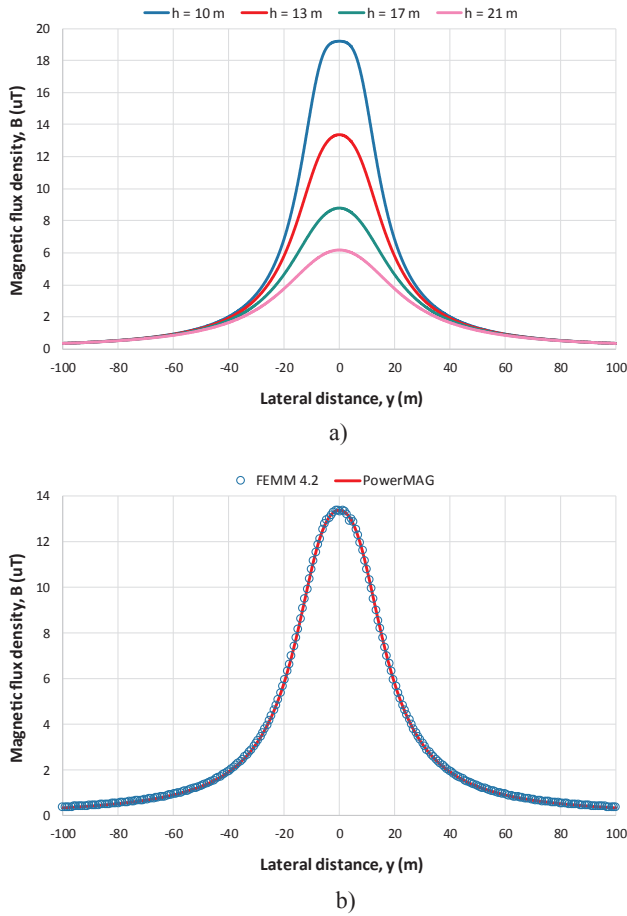 h = 10 m h = 13 m h = 17 m h = 21 m
20
18
16
14
12
10
8
6
4
2
0
Magnetic flux density, B (uT)
-100 -80 -60 -40 -20 0 20 40 60 80 100
Lateral distance, y (m)
a)
FEMM 4.2 PowerMAG
14
12
10
8
6
4
2
0
Magnetic flux density, B (uT)
-100 -80 -60 -40 -20 0 20 40 60 80 100
Lateral distance, y (m)
b)